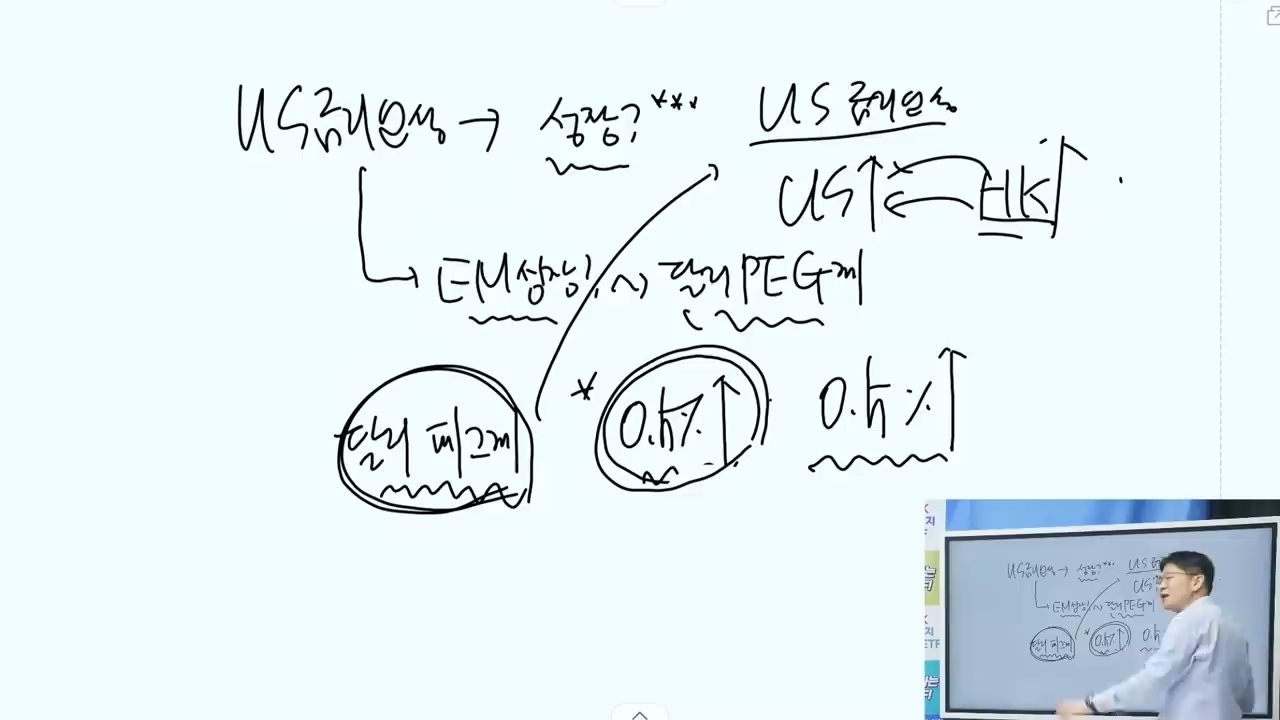 US금리인상 → 성장? ***
US 금리인상
US↑ HK↑
EM성장? ~ 달러PEG제
달러 페그제 * 0.5%↑ 0.5%↑